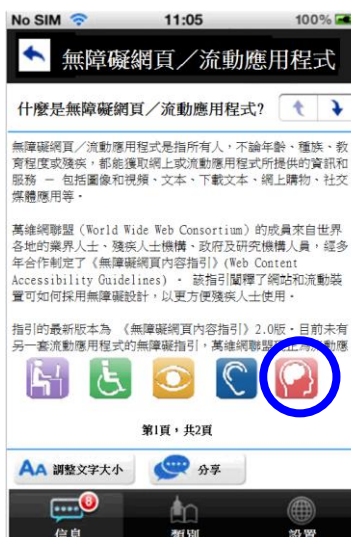 No SIM 11:05 100%
無障礙網頁／流動應用程式
什麼是無障礙網頁／流動應用程式?
無障礙網頁／流動應用程式是指所有人，不論年齡、種族、教
育程度或殘疾，都能獲取網上或流動應用程式所提供的資訊和
服務 － 包括圖像和視頻、文本、下載文本、網上購物、社交
媒體應用等。
萬維網聯盟 (World Wide Web Consortium) 的成員來自世界
各地的業界人士、殘疾人士機構、政府及研究機構人員，經多
年合作制定了《無障礙網頁內容指引》(Web Content
Accessibility Guidelines) 。 該指引闡釋了網站和流動裝
置可如何採用無障礙設計，以更方便殘疾人士使用。
指引的最新版本為 《無障礙網頁內容指引》2.0版。目前未有
另一套流動應用程式的無障礙指引，萬維網聯盟正為流動應
第1頁，共2頁
AA 調整文字大小
分享
8
信息 類別 設置